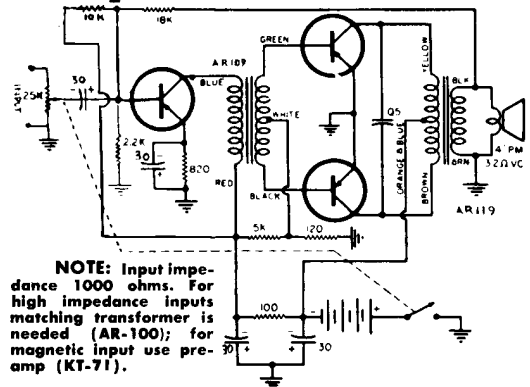 10K
18K
GREEN
AR109
BLUE
YELLOW
BLK
INPUT
25K
30
+
WHITE
.05
ORANGE & BLUE
4" PM
3.2Ω VC
2.2K
30
+
820
RED
BLACK
BROWN
BRN
AR119
5K
120
NOTE: Input impe-
dance 1000 ohms. For
high impedance inputs
matching transformer is
needed (AR-100); for
magnetic input use pre-
amp (KT-71).
100
30
+
30
+
-
+